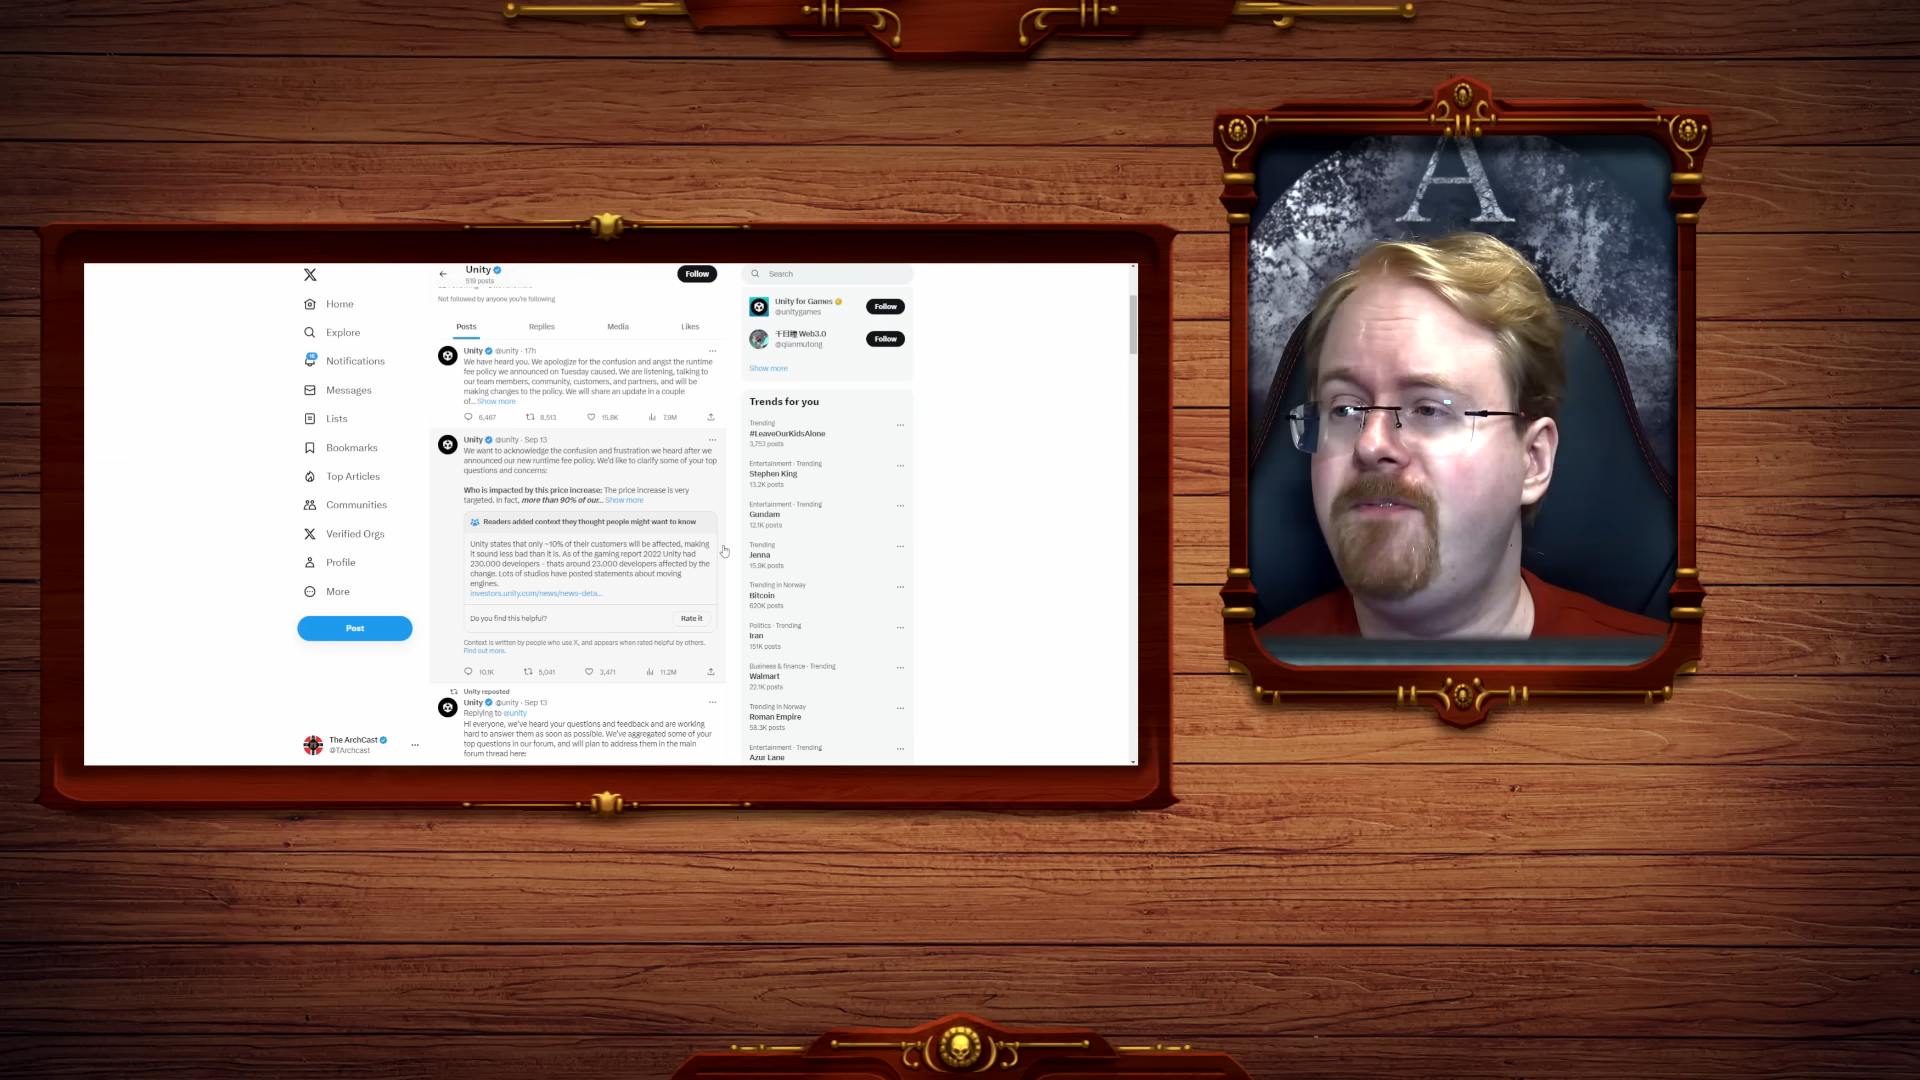 A
X
Home
Explore
16
Notifications
Messages
Lists
Bookmarks
Top Articles
Communities
Verified Orgs
Profile
More
Post
The ArchCast
@TArchcast
Unity
519 posts
Follow
Not followed by anyone you're following
Posts
Replies
Media
Likes
Unity @unity · 17h
We have heard you. We apologize for the confusion and angst the runtime
fee policy we announced on Tuesday caused. We are listening, talking to
our team members, community, customers, and partners, and will be
making changes to the policy. We will share an update in a couple
of... Show more
6,467
8,513
15.8K
7.9M
Unity @unity · Sep 13
We want to acknowledge the confusion and frustration we heard after we
announced our new runtime fee policy. We'd like to clarify some of your top
questions and concerns:
Who is impacted by this price increase: The price increase is very
targeted. In fact, more than 90% of our... Show more
Readers added context they thought people might want to know
Unity states that only ~10% of their customers will be affected, making
it sound less bad than it is. As of the gaming report 2022 Unity had
230.000 developers - thats around 23.000 developers affected by the
change. Lots of studios have posted statements about moving
engines.
investors.unity.com/news/news-deta...
Do you find this helpful?
Rate it
Context is written by people who use X, and appears when rated helpful by others.
Find out more.
10.1K
5,041
3,471
11.2M
Unity reposted
Unity @unity · Sep 13
Replying to @unity
Hi everyone, we've heard your questions and feedback and are working
hard to answer them as soon as possible. We've aggregated some of your
top questions in our forum, and will plan to address them in the main
forum thread here:
Search
Unity for Games
@unitygames
Follow
千目瞳 Web3.0
@qianmutong
Follow
Show more
Trends for you
Trending
#LeaveOurKidsAlone
3,753 posts
Entertainment · Trending
Stephen King
13.2K posts
Entertainment · Trending
Gundam
12.1K posts
Trending
Jenna
15.9K posts
Trending in Norway
Bitcoin
620K posts
Politics · Trending
Iran
151K posts
Business & finance · Trending
Walmart
22.1K posts
Trending in Norway
Roman Empire
58.3K posts
Entertainment · Trending
Azur Lane